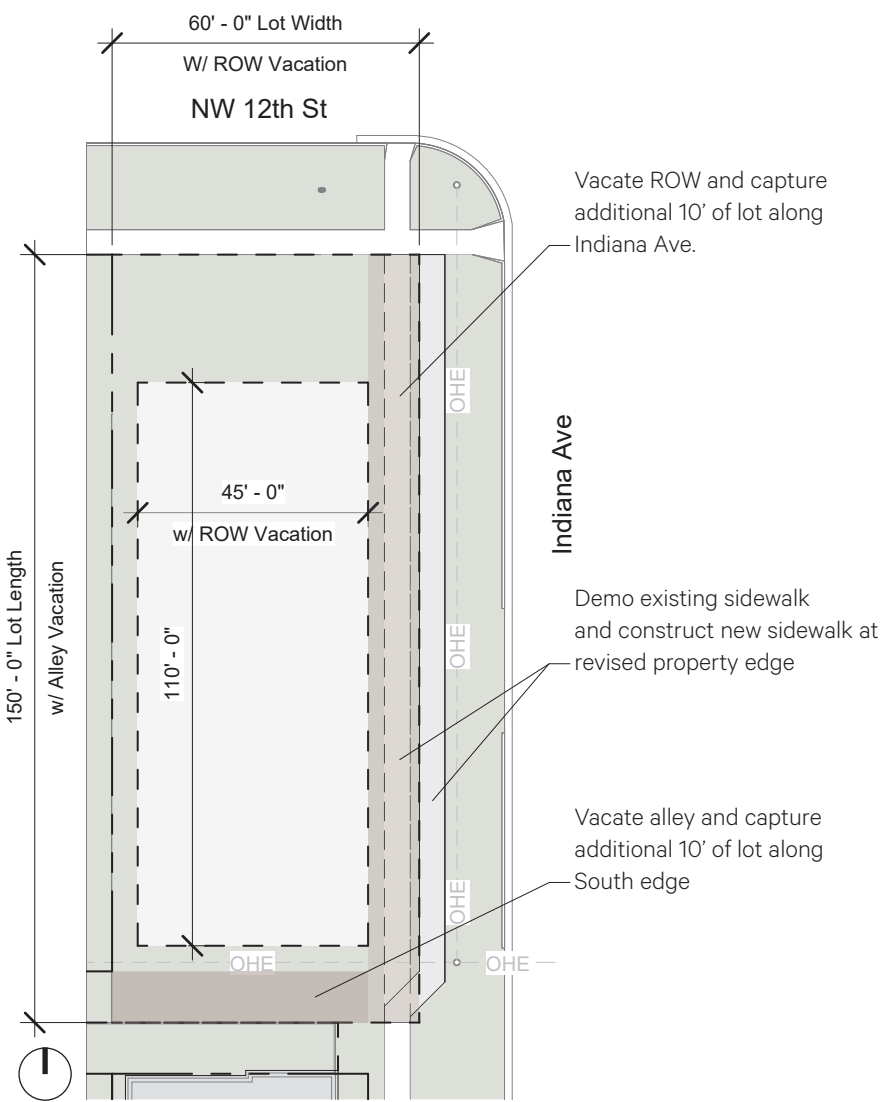 60' - 0" Lot Width
W/ ROW Vacation
NW 12th St
Vacate ROW and capture
additional 10’ of lot along
Indiana Ave.
OHE
Indiana Ave
45' - 0"
w/ ROW Vacation
150' - 0" Lot Length
w/ Alley Vacation
110' - 0"
OHE
Demo existing sidewalk
and construct new sidewalk at
revised property edge
Vacate alley and capture
additional 10’ of lot along
South edge
OHE
OHE
OHE